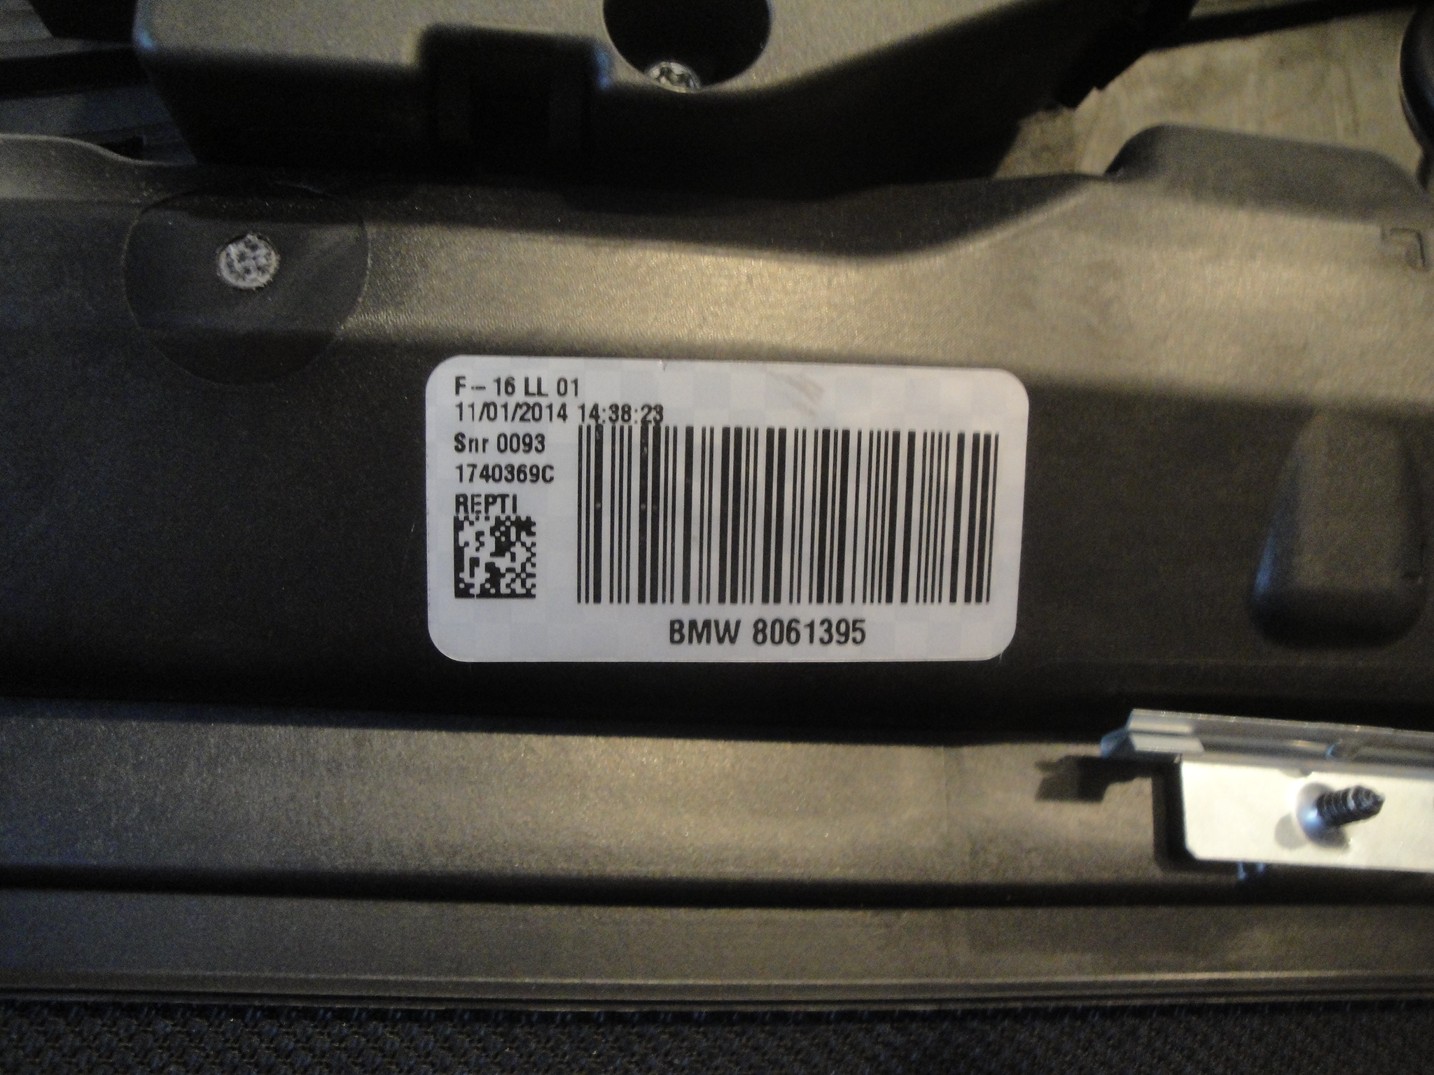 F-- 16 LL 01
11/01/2014 14:38:23
Snr 0093
1740369C
REPTI
BMW 8061395